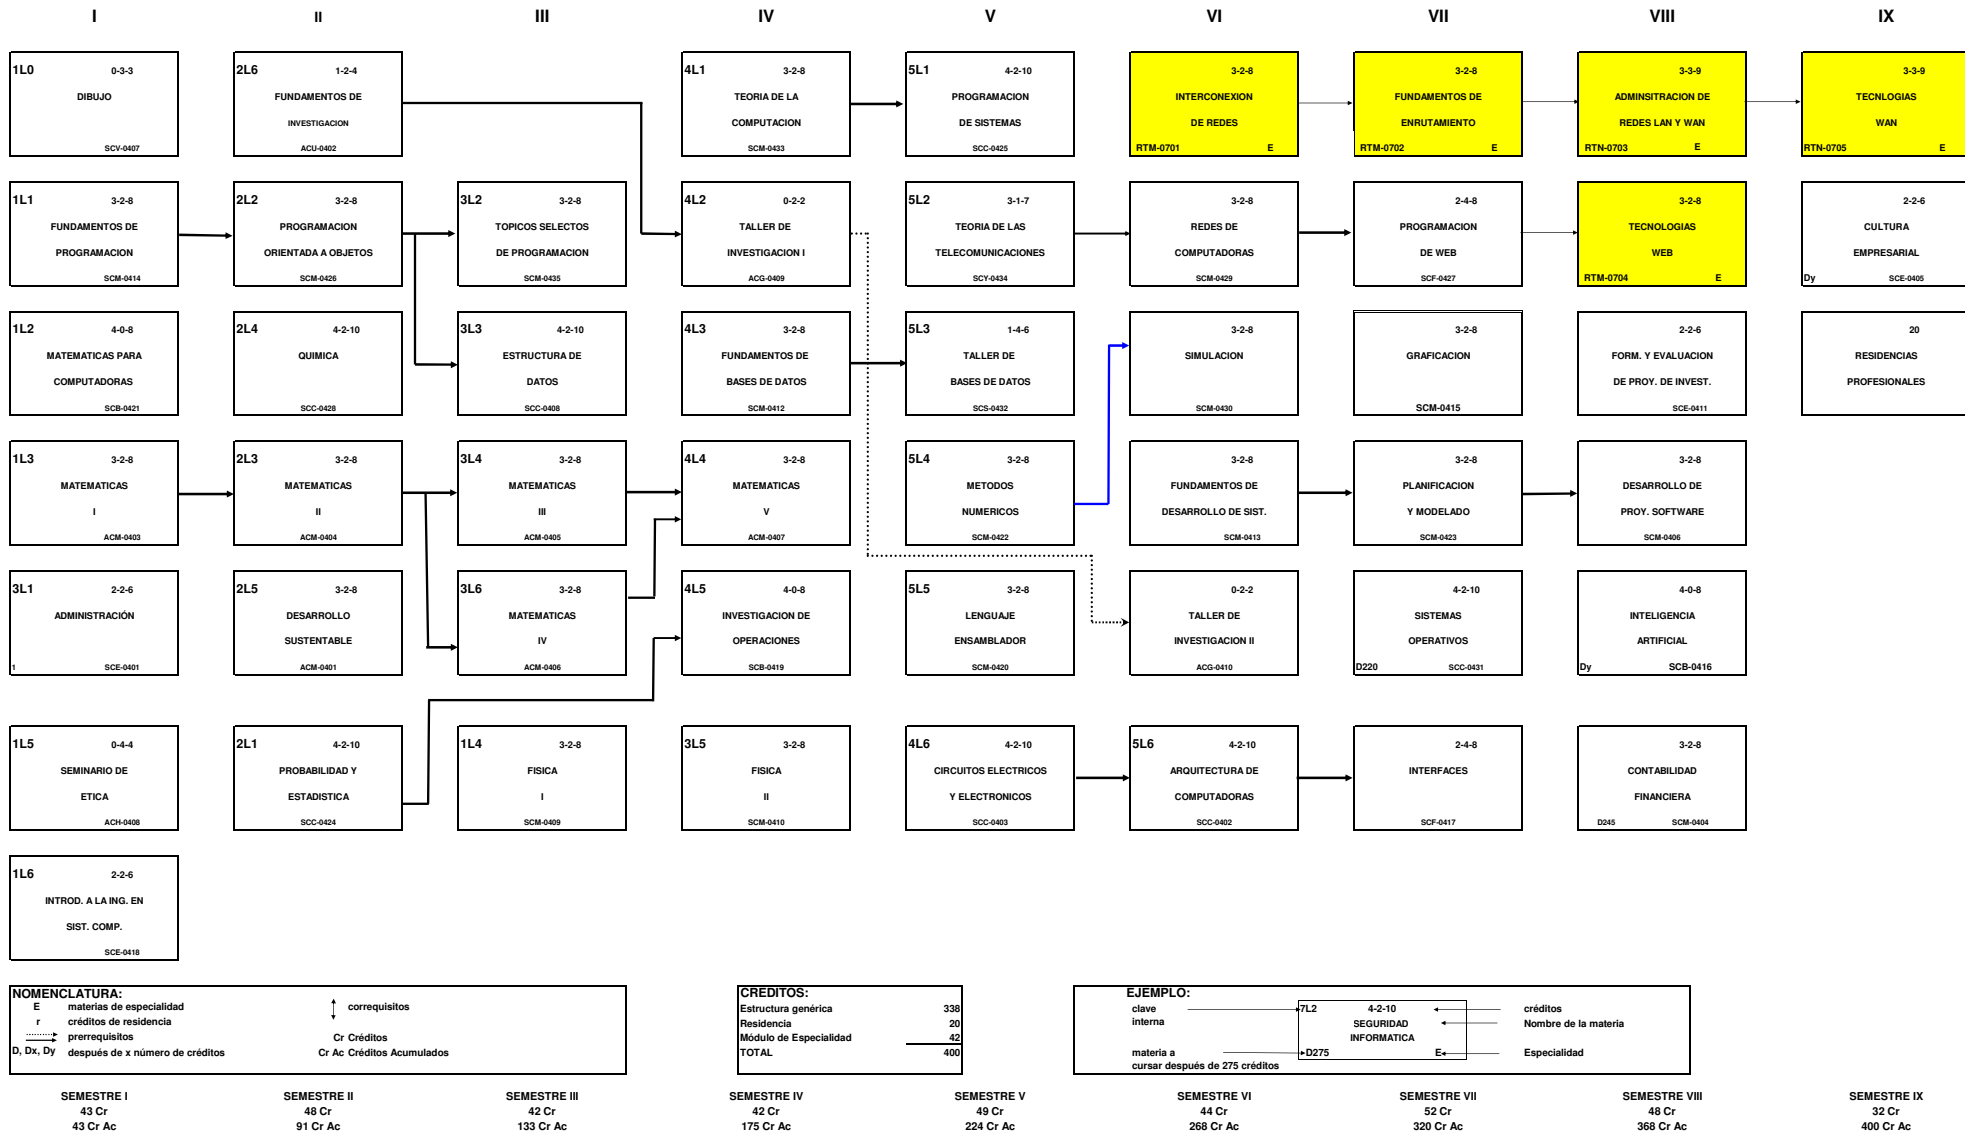 I II III IV V VI VII VIII IX
1L0 0-3-3
DIBUJO
SCV-0407
2L6 1-2-4
FUNDAMENTOS DE
INVESTIGACION
ACU-0402
4L1 3-2-8
TEORIA DE LA
COMPUTACION
SCM-0433
5L1 4-2-10
PROGRAMACION
DE SISTEMAS
SCC-0425
3-2-8
INTERCONEXION
DE REDES
RTM-0701 E
3-2-8
FUNDAMENTOS DE
ENRUTAMIENTO
RTM-0702 E
3-3-9
ADMINSITRACION DE
REDES LAN Y WAN
RTN-0703 E
3-3-9
TECNLOGIAS
WAN
RTN-0705 E
1L1 3-2-8
FUNDAMENTOS DE
PROGRAMACION
SCM-0414
2L2 3-2-8
PROGRAMACION
ORIENTADA A OBJETOS
SCM-0426
3L2 3-2-8
TOPICOS SELECTOS
DE PROGRAMACION
SCM-0435
4L2 0-2-2
TALLER DE
INVESTIGACION I
ACG-0409
5L2 3-1-7
TEORIA DE LAS
TELECOMUNICACIONES
SCY-0434
3-2-8
REDES DE
COMPUTADORAS
SCM-0429
2-4-8
PROGRAMACION
DE WEB
SCF-0427
3-2-8
TECNOLOGIAS
WEB
RTM-0704 E
2-2-6
CULTURA
EMPRESARIAL
Dy SCE-0405
1L2 4-0-8
MATEMATICAS PARA
COMPUTADORAS
SCB-0421
2L4 4-2-10
QUIMICA
SCC-0428
3L3 4-2-10
ESTRUCTURA DE
DATOS
SCC-0408
4L3 3-2-8
FUNDAMENTOS DE
BASES DE DATOS
SCM-0412
5L3 1-4-6
TALLER DE
BASES DE DATOS
SCS-0432
3-2-8
SIMULACION
SCM-0430
3-2-8
GRAFICACION
SCM-0415
2-2-6
FORM. Y EVALUACION
DE PROY. DE INVEST.
SCE-0411
20
RESIDENCIAS
PROFESIONALES
1L3 3-2-8
MATEMATICAS
I
ACM-0403
2L3 3-2-8
MATEMATICAS
II
ACM-0404
3L4 3-2-8
MATEMATICAS
III
ACM-0405
4L4 3-2-8
MATEMATICAS
V
ACM-0407
5L4 3-2-8
METODOS
NUMERICOS
SCM-0422
3-2-8
FUNDAMENTOS DE
DESARROLLO DE SIST.
SCM-0413
3-2-8
PLANIFICACION
Y MODELADO
SCM-0423
3-2-8
DESARROLLO DE
PROY. SOFTWARE
SCM-0406
3L1 2-2-6
ADMINISTRACIÓN
1 SCE-0401
2L5 3-2-8
DESARROLLO
SUSTENTABLE
ACM-0401
3L6 3-2-8
MATEMATICAS
IV
ACM-0406
4L5 4-0-8
INVESTIGACION DE
OPERACIONES
SCB-0419
5L5 3-2-8
LENGUAJE
ENSAMBLADOR
SCM-0420
0-2-2
TALLER DE
INVESTIGACION II
ACG-0410
4-2-10
SISTEMAS
OPERATIVOS
D220 SCC-0431
4-0-8
INTELIGENCIA
ARTIFICIAL
Dy SCB-0416
1L5 0-4-4
SEMINARIO DE
ETICA
ACH-0408
2L1 4-2-10
PROBABILIDAD Y
ESTADISTICA
SCC-0424
1L4 3-2-8
FISICA
I
SCM-0409
3L5 3-2-8
FISICA
II
SCM-0410
4L6 4-2-10
CIRCUITOS ELECTRICOS
Y ELECTRONICOS
SCC-0403
5L6 4-2-10
ARQUITECTURA DE
COMPUTADORAS
SCC-0402
2-4-8
INTERFACES
SCF-0417
3-2-8
CONTABILIDAD
FINANCIERA
D245 SCM-0404
1L6 2-2-6
INTROD. A LA ING. EN
SIST. COMP.
SCE-0418
NOMENCLATURA:
E materias de especialidad
correquisitos
r créditos de residencia
prerrequisitos
Cr Créditos
D, Dx, Dy después de x número de créditos
Cr Ac Créditos Acumulados
CREDITOS:
Estructura genérica 338
Residencia 20
Módulo de Especialidad 42
TOTAL 400
EJEMPLO:
clave 7L2 4-2-10 créditos
interna SEGURIDAD Nombre de la materia
INFORMATICA
materia a D275 E Especialidad
cursar después de 275 créditos
SEMESTRE I
43 Cr
43 Cr Ac
SEMESTRE II
48 Cr
91 Cr Ac
SEMESTRE III
42 Cr
133 Cr Ac
SEMESTRE IV
42 Cr
175 Cr Ac
SEMESTRE V
49 Cr
224 Cr Ac
SEMESTRE VI
44 Cr
268 Cr Ac
SEMESTRE VII
52 Cr
320 Cr Ac
SEMESTRE VIII
48 Cr
368 Cr Ac
SEMESTRE IX
32 Cr
400 Cr Ac